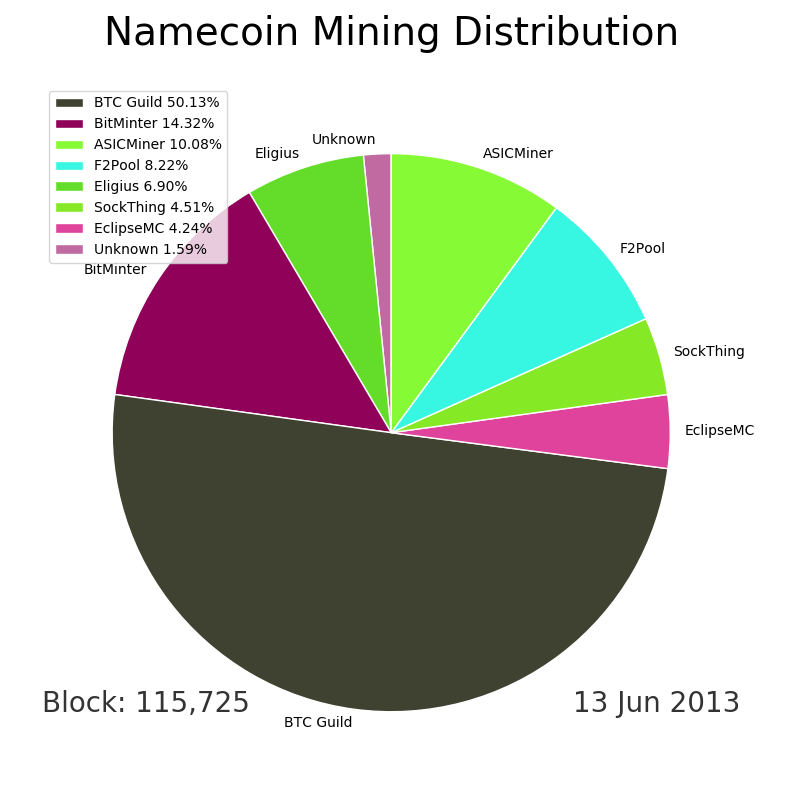 Namecoin Mining Distribution
BTC Guild 50.13%
BitMinter 14.32%
ASICMiner 10.08%
F2Pool 8.22%
Eligius 6.90%
SockThing 4.51%
EclipseMC 4.24%
Unknown 1.59%
Unknown
Eligius
ASICMiner
F2Pool
BitMinter
SockThing
EclipseMC
BTC Guild
Block: 115,725
13 Jun 2013